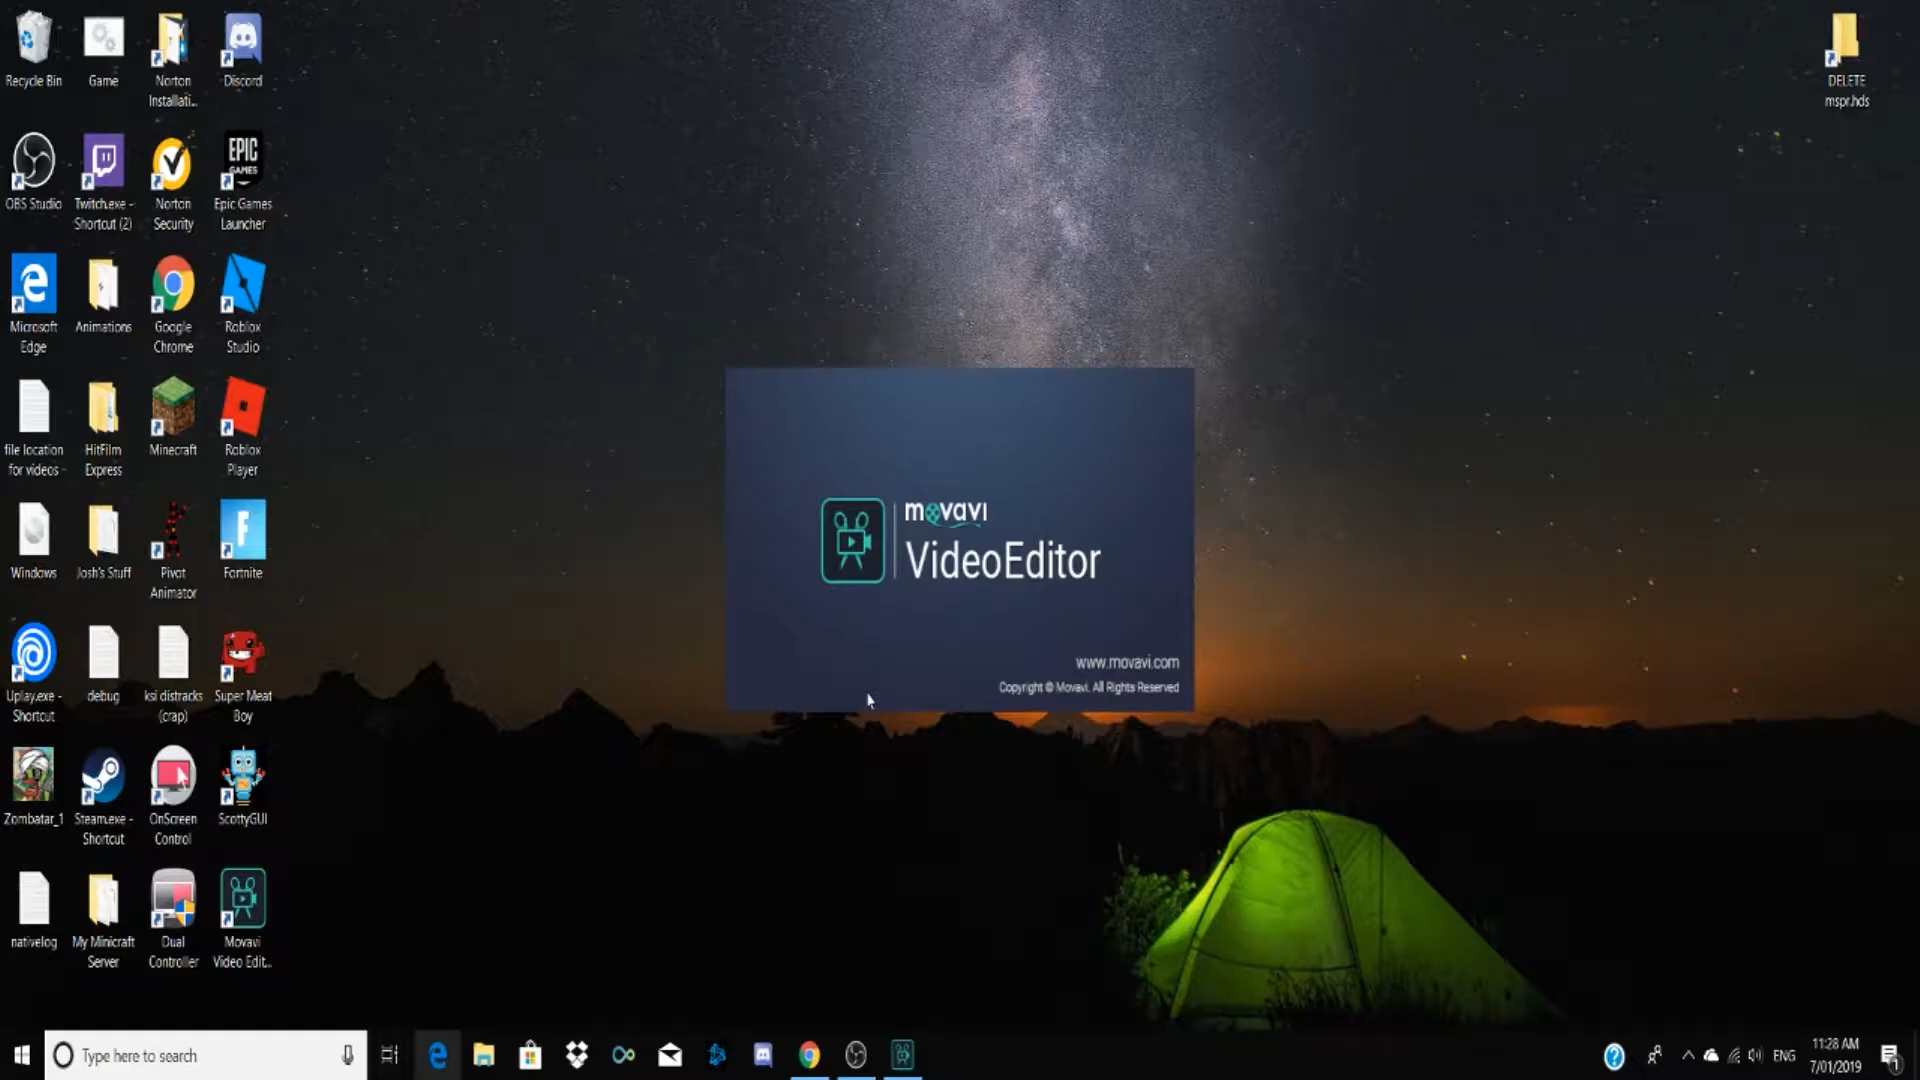 Recycle Bin
Game
Norton
Installati...
Discord
DELETE
mspr.hds
OBS Studio
Twitch.exe -
Shortcut (2)
Norton
Security
EPIC
GAMES
Epic Games
Launcher
Microsoft
Edge
Animations
Google
Chrome
Roblox
Studio
file location
for videos -
HitFilm
Express
Minecraft
Roblox
Player
Windows
Josh's Stuff
Pivot
Animator
F
Fortnite
movavi
VideoEditor
www.movavi.com
Copyright © Movavi. All Rights Reserved
Uplay.exe -
Shortcut
debug
ksi distracks
(crap)
Super Meat
Boy
Zombatar_1
Steam.exe -
Shortcut
OnScreen
Control
ScottyGUI
nativelog
My Minicraft
Server
Dual
Controller
Movavi
Video Edit...
Type here to search
ENG
11:28 AM
7/01/2019
1